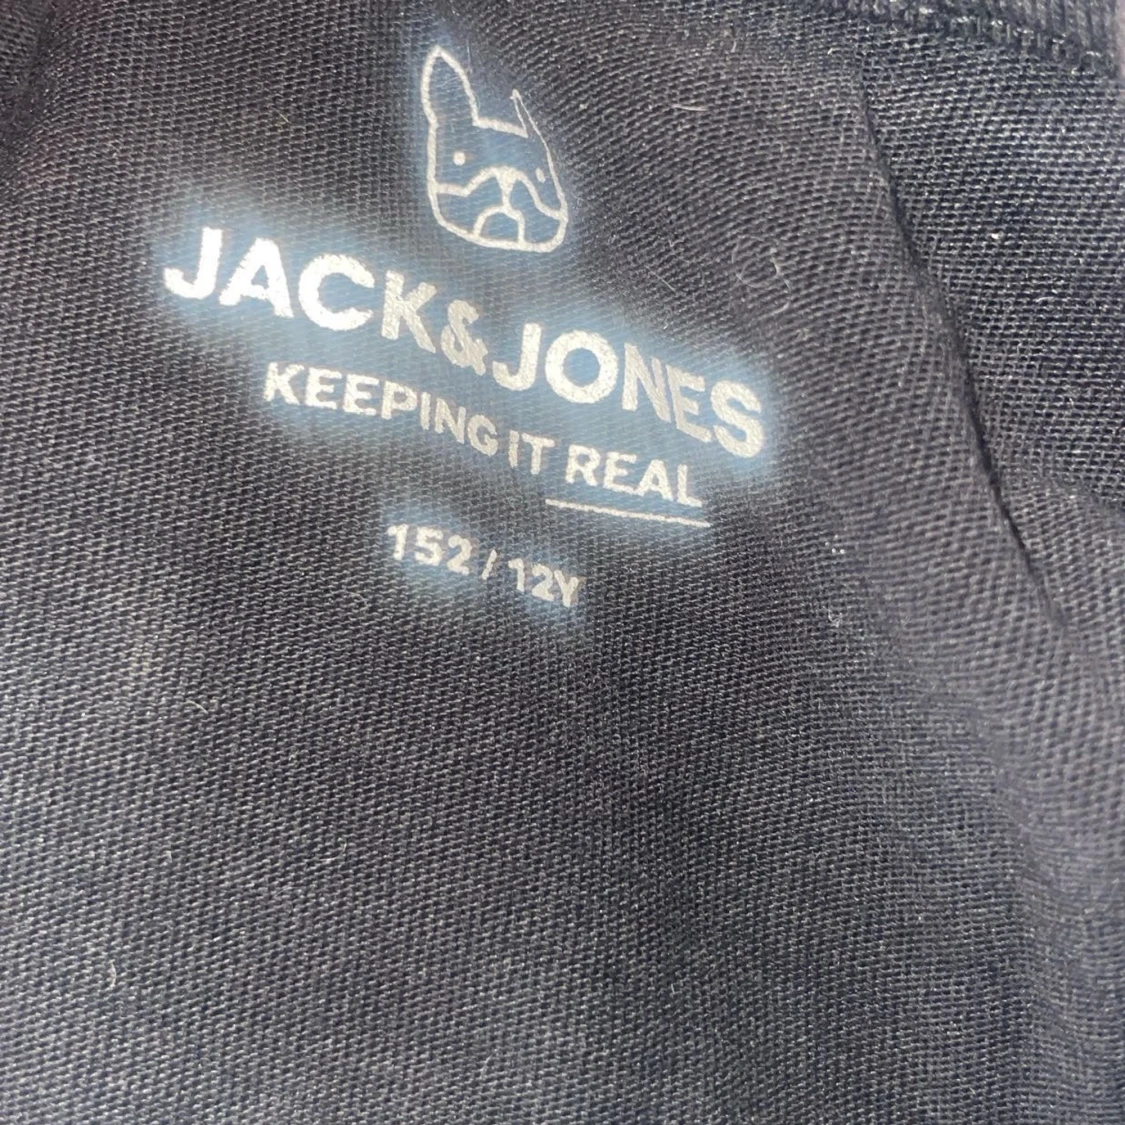 JACK&JONES
KEEPING IT REAL
152 / 12Y